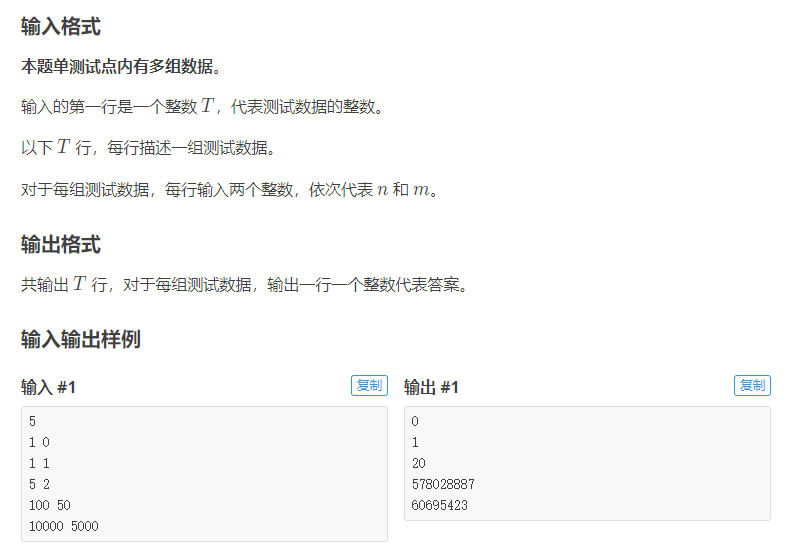 输入格式
本题单测试点内有多组数据。
输入的第一行是一个整数 T，代表测试数据的整数。
以下 T 行，每行描述一组测试数据。
对于每组测试数据，每行输入两个整数，依次代表 n 和 m。
输出格式
共输出 T 行，对于每组测试数据，输出一行一个整数代表答案。
输入输出样例
输入 #1
复制
5
1 0
1 1
5 2
100 50
10000 5000
输出 #1
复制
0
1
20
578028887
60695423